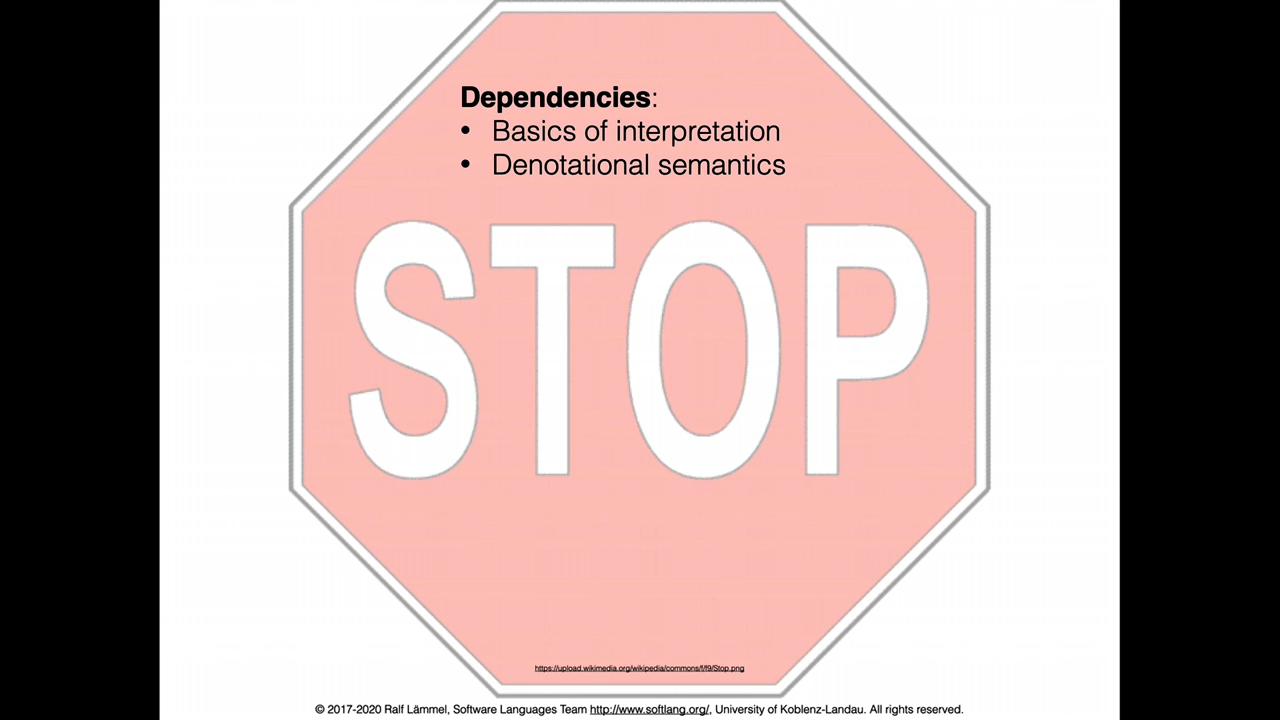 Dependencies:
• Basics of interpretation
• Denotational semantics
STOP
https://upload.wikimedia.org/wikipedia/commons/f/f9/Stop.png
© 2017-2020 Ralf Lämmel, Software Languages Team http://www.softlang.org/, University of Koblenz-Landau. All rights reserved.